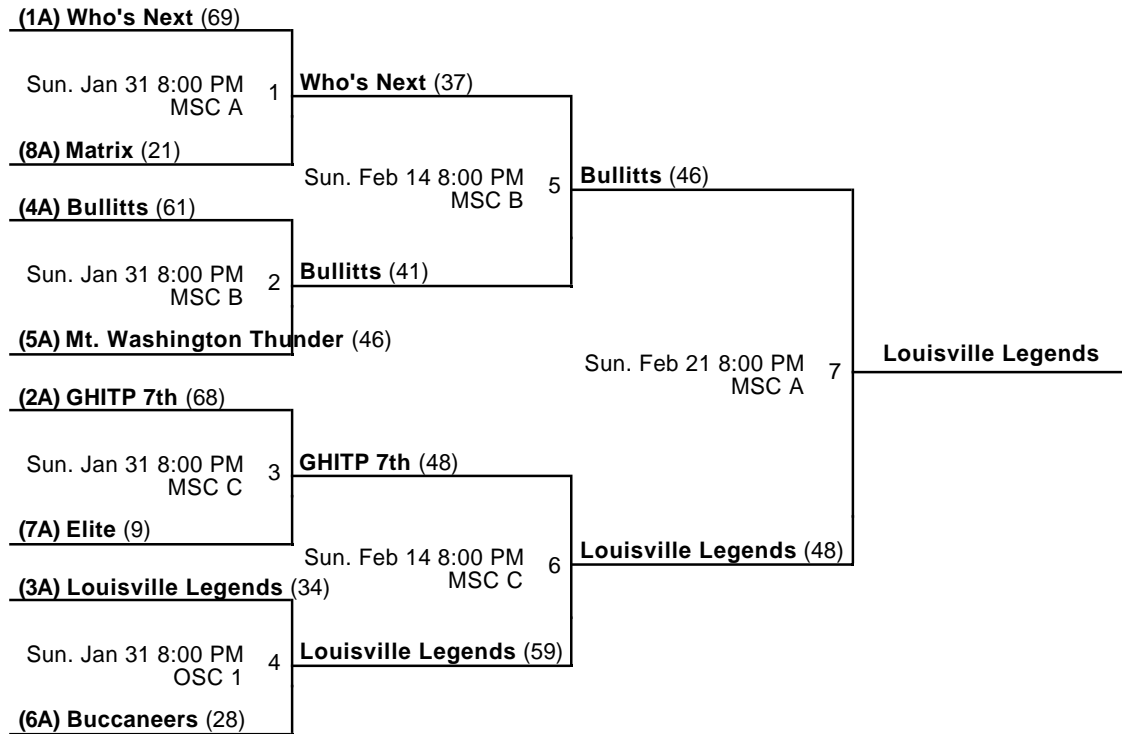 (1A) Who's Next (69)
Sun. Jan 31 8:00 PM 1
MSC A
Who's Next (37)
(8A) Matrix (21)
Sun. Feb 14 8:00 PM 5
MSC B
Bullitts (46)
(4A) Bullitts (61)
Sun. Jan 31 8:00 PM 2
MSC B
Bullitts (41)
(5A) Mt. Washington Thunder (46)
Sun. Feb 21 8:00 PM 7
MSC A
Louisville Legends
(2A) GHITP 7th (68)
Sun. Jan 31 8:00 PM 3
MSC C
GHITP 7th (48)
(7A) Elite (9)
Sun. Feb 14 8:00 PM 6
MSC C
Louisville Legends (48)
(3A) Louisville Legends (34)
Sun. Jan 31 8:00 PM 4
OSC 1
Louisville Legends (59)
(6A) Buccaneers (28)